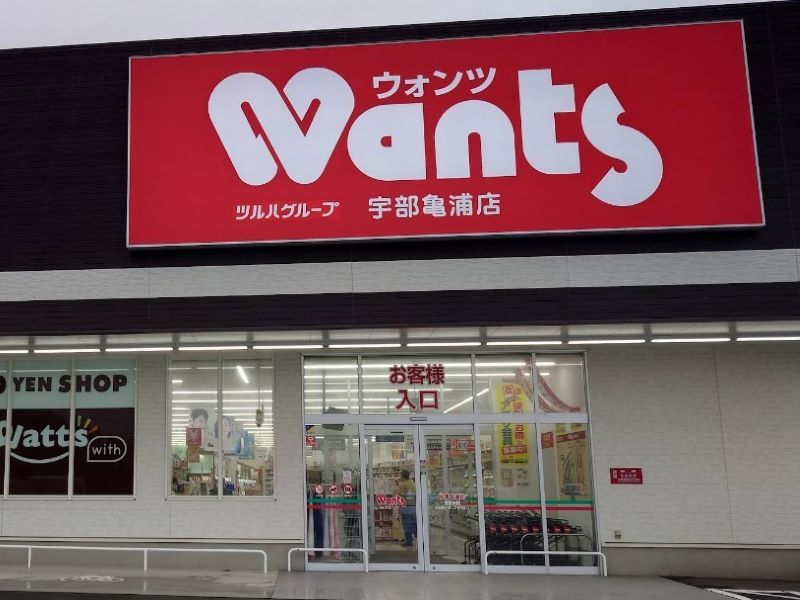 ウォンツ
Wants
ツルハグループ 宇部亀浦店
お客様
入口
YEN SHOP
Watts
with
Wants